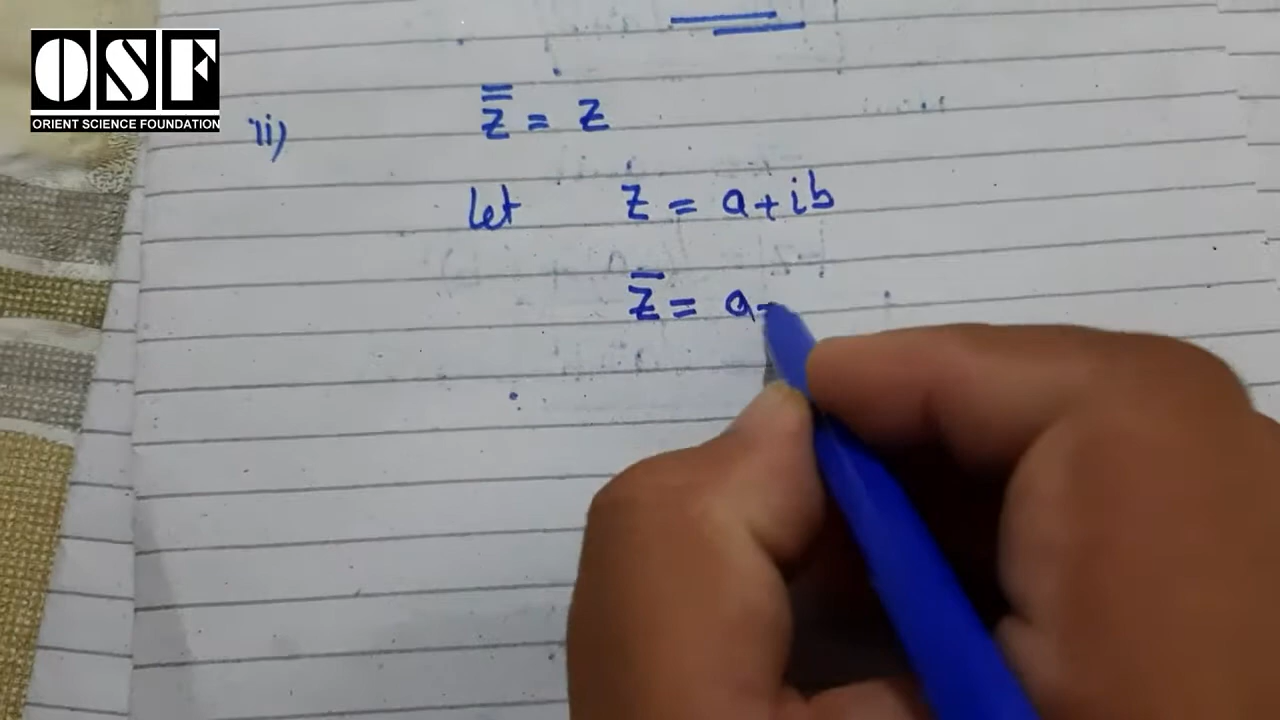 OSF
ORIENT SCIENCE FOUNDATION
ii) z̿ = z
let z = a+ib
z̅ = a-